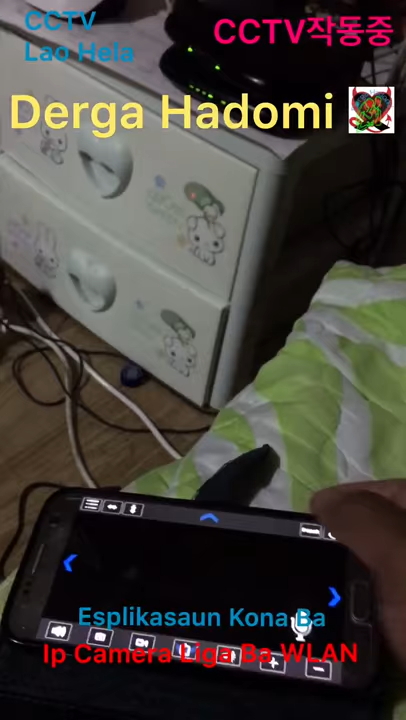 CCTV
Lao Hela
CCTV작동중
Derga Hadomi
Esplikasaun Kona Ba
Ip Camera Liga Ba WLAN